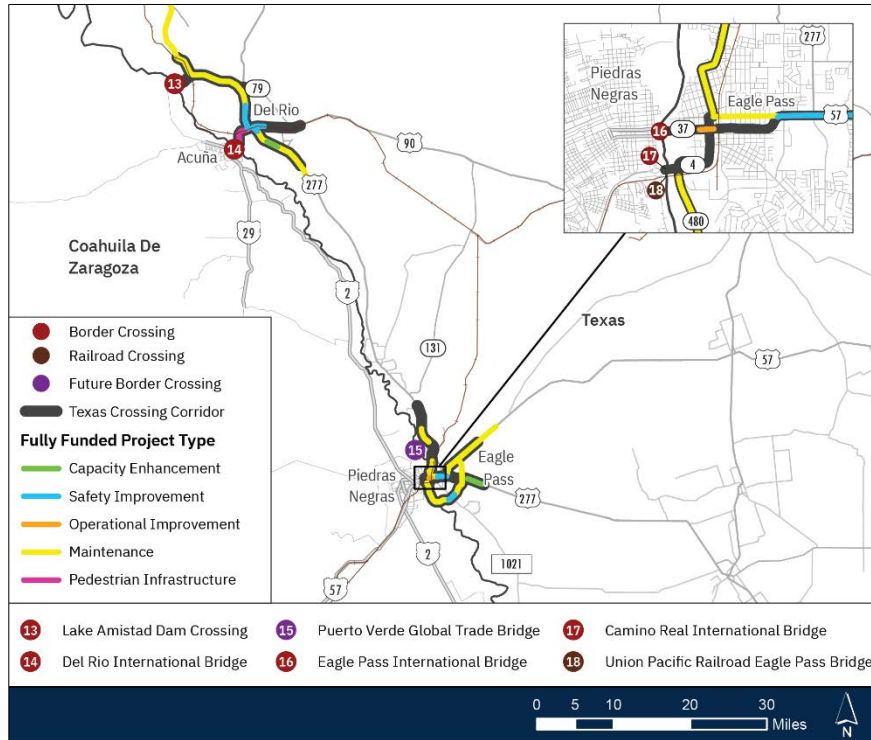 13
79
Del Rio
14
Acuña
90
277
29
Coahuila De
Zaragoza
2
131
Texas
57
15
Eagle
Pass
Piedras
Negras
277
2
1021
57
277
Piedras
Negras
Eagle Pass
57
16
37
17
4
18
480
Border Crossing
Railroad Crossing
Future Border Crossing
Texas Crossing Corridor
Fully Funded Project Type
Capacity Enhancement
Safety Improvement
Operational Improvement
Maintenance
Pedestrian Infrastructure
13 Lake Amistad Dam Crossing
14 Del Rio International Bridge
15 Puerto Verde Global Trade Bridge
16 Eagle Pass International Bridge
17 Camino Real International Bridge
18 Union Pacific Railroad Eagle Pass Bridge
0 5 10 20 30
Miles
N